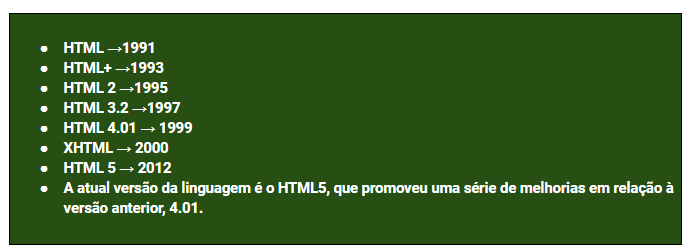 ● HTML →1991
● HTML+ →1993
● HTML 2 →1995
● HTML 3.2 →1997
● HTML 4.01 → 1999
● XHTML → 2000
● HTML 5 → 2012
● A atual versão da linguagem é o HTML5, que promoveu uma série de melhorias em relação à
versão anterior, 4.01.